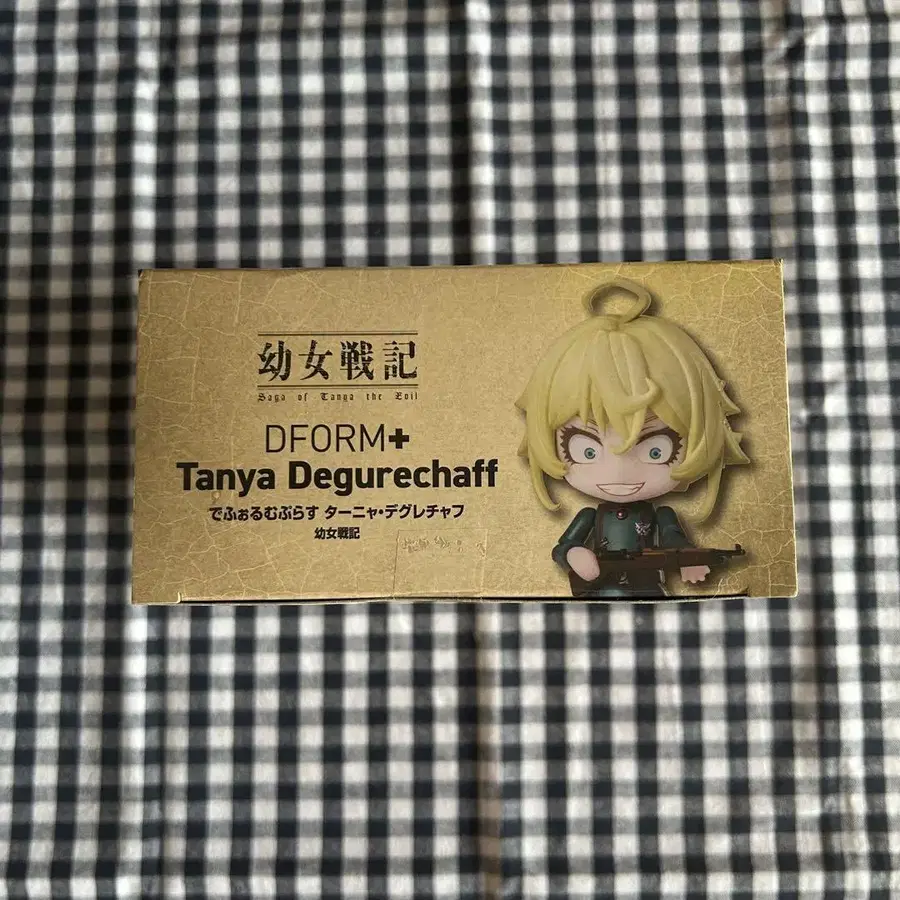 幼女戦記
Saga of Tanya the Evil
DFORM+
Tanya Degurechaff
でふぉるむぷらす ターニャ・デグレチャフ
幼女戦記